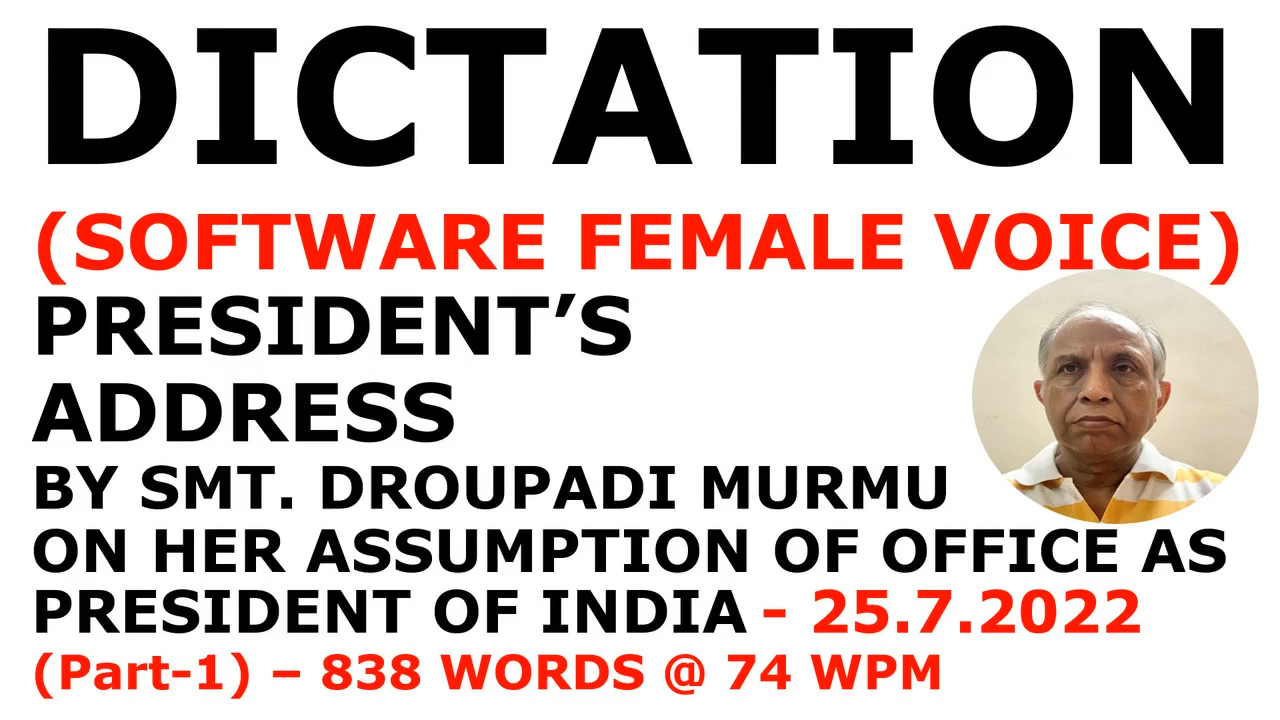 DICTATION
(SOFTWARE FEMALE VOICE)
PRESIDENT’S
ADDRESS
BY SMT. DROUPADI MURMU
ON HER ASSUMPTION OF OFFICE AS
PRESIDENT OF INDIA - 25.7.2022
(Part-1) – 838 WORDS @ 74 WPM